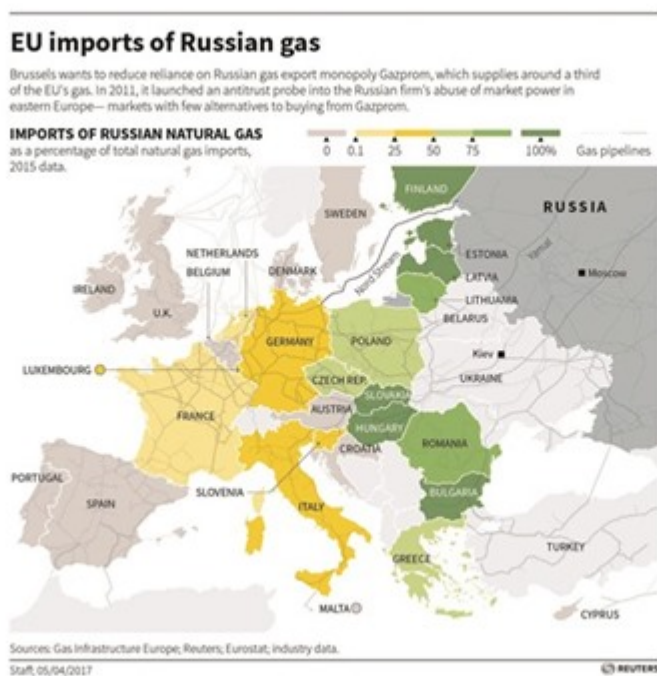 EU imports of Russian gas
Brussels wants to reduce reliance on Russian gas export monopoly Gazprom, which supplies around a third
of the EU's gas. In 2011, it launched an antitrust probe into the Russian firm's abuse of market power in
eastern Europe— markets with few alternatives to buying from Gazprom.
IMPORTS OF RUSSIAN NATURAL GAS
as a percentage of total natural gas imports,
2015 data.
0 0.1 25 50 75 100% Gas pipelines
FINLAND
SWEDEN
RUSSIA
NETHERLANDS
BELGIUM
DENMARK
Nord Stream
ESTONIA
Yamal
LATVIA
Moscow
IRELAND
U.K.
LITHUANIA
BELARUS
GERMANY
POLAND
Kiev
LUXEMBOURG
CZECH REP.
UKRAINE
SLOVAKIA
AUSTRIA
FRANCE
HUNGARY
CROATIA
ROMANIA
PORTUGAL
SPAIN
SLOVENIA
BULGARIA
ITALY
GREECE
TURKEY
MALTA
CYPRUS
Sources: Gas Infrastructure Europe; Reuters; Eurostat; industry data.
Staff, 05/04/2017
REUTERS